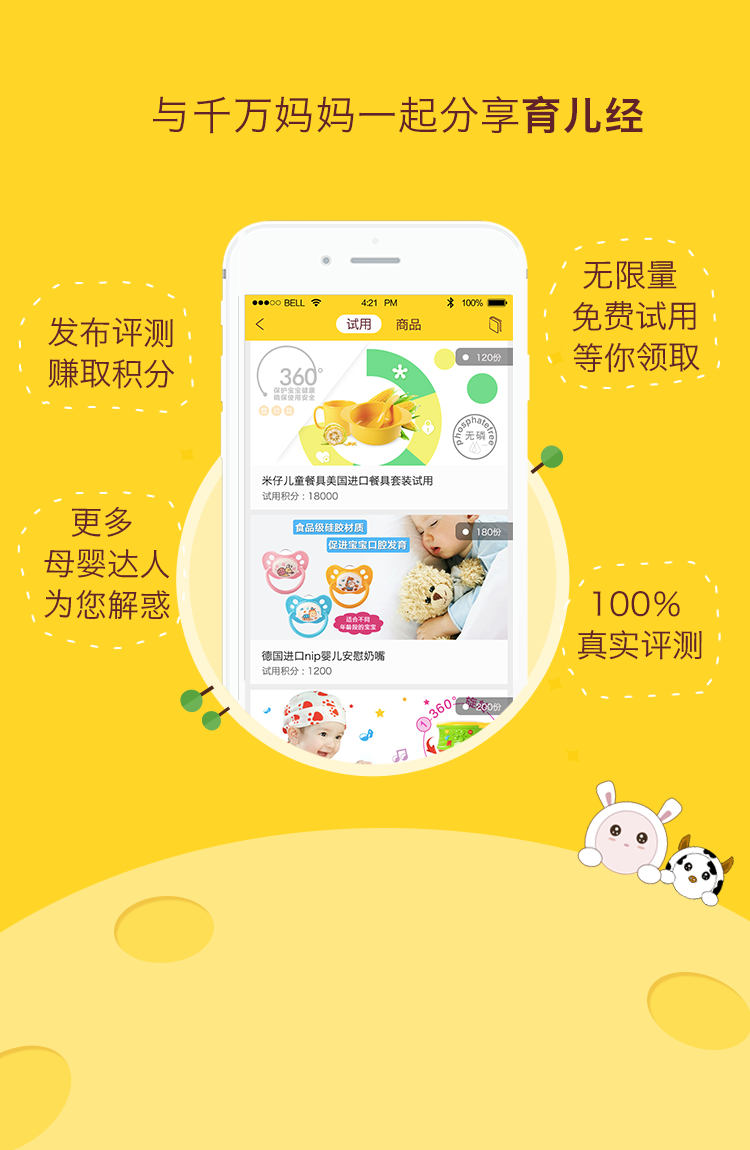 与千万妈妈一起分享育儿经
发布评测
赚取积分
无限量
免费试用
等你领取
更多
母婴达人
为您解惑
100%
真实评测
BELL 4:21 PM 100%
试用 商品
120份
360°
保护宝宝健康
确保使用安全
phosphatefree
无磷
米仔儿童餐具美国进口餐具套装试用
试用积分：18000
180份
食品级硅胶材质
促进宝宝口腔发育
适合不同
年龄段的宝宝
德国进口nip婴儿安慰奶嘴
试用积分：1200
200份
1 360°